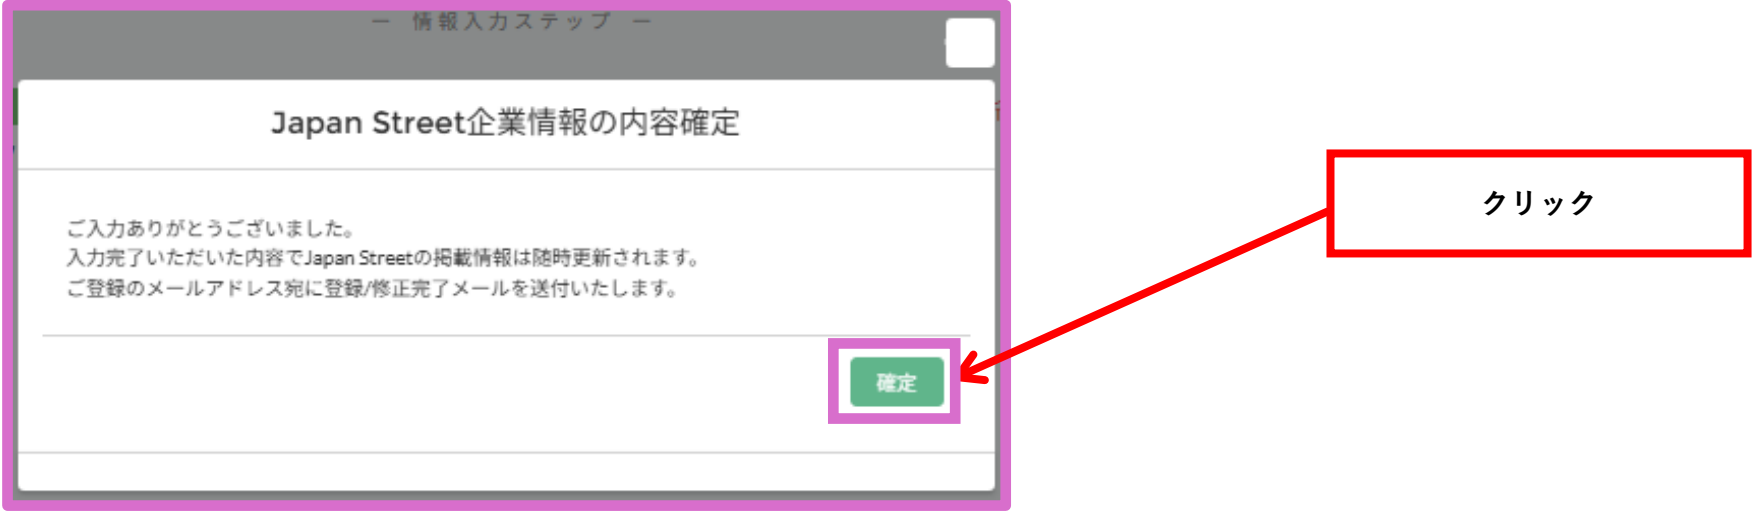 — 情報入力ステップ —
Japan Street企業情報の内容確定
ご入力ありがとうございました。
入力完了いただいた内容でJapan Streetの掲載情報は随時更新されます。
ご登録のメールアドレス宛に登録/修正完了メールを送付いたします。
確定
クリック